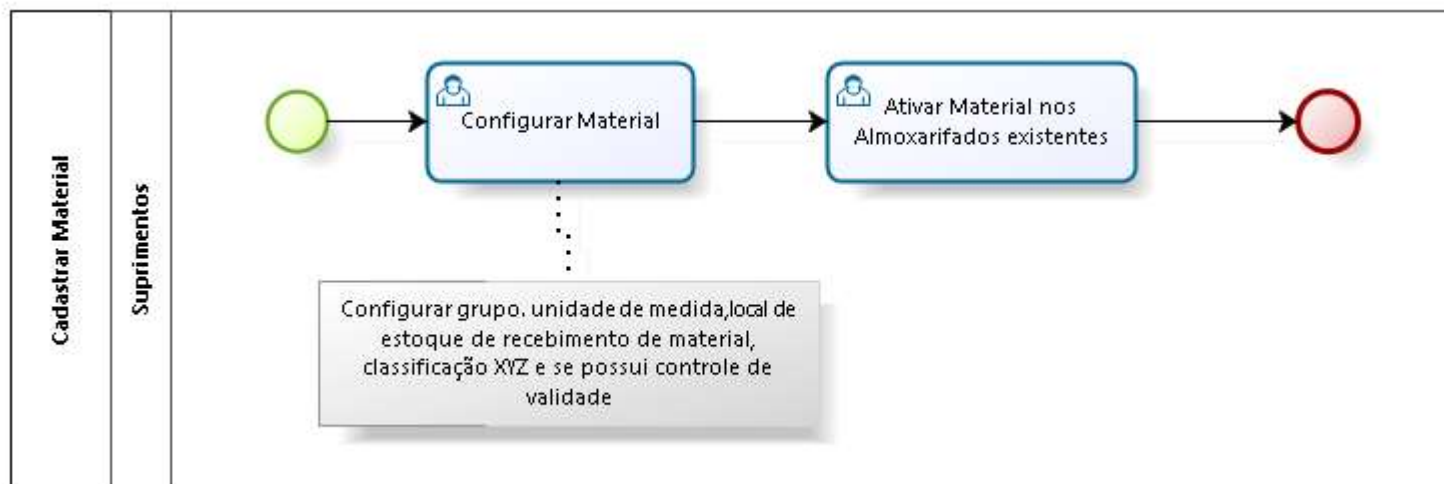 Cadastrar Material
Suprimentos
Configurar Material
Ativar Material nos
Almoxarifados existentes
Configurar grupo. unidade de medida,local de
estoque de recebimento de material,
classificação XYZ e se possui controle de
validade